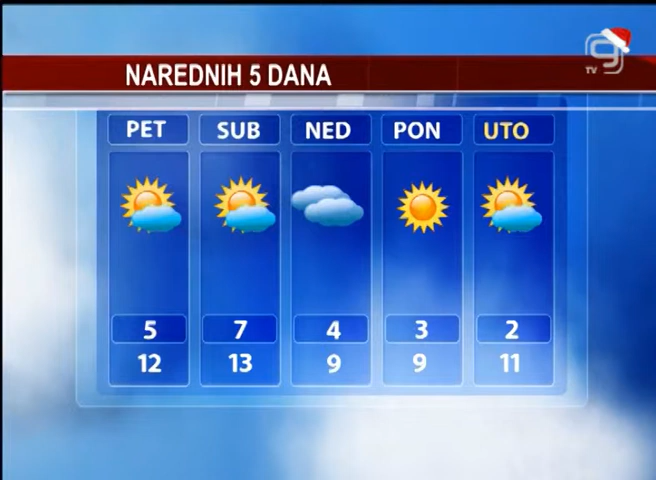 NAREDNIH 5 DANA
TV
PET SUB NED PON UTO
5 7 4 3 2
12 13 9 9 11